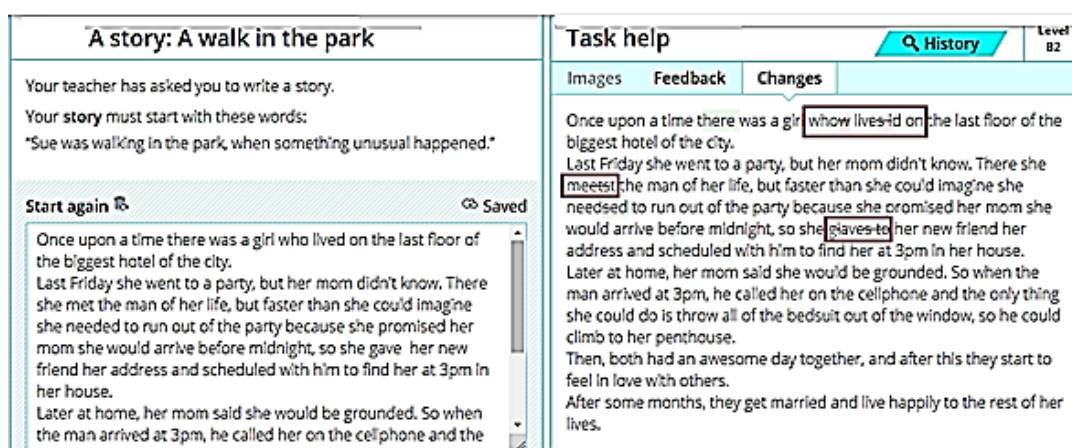 A story: A walk in the park
Your teacher has asked you to write a story.
Your story must start with these words:
"Sue was walking in the park, when something unusual happened."
Start again
Saved
Once upon a time there was a girl who lived on the last floor of
the biggest hotel of the city.
Last Friday she went to a party, but her mom didn't know. There
she met the man of her life, but faster than she could imagine
she needed to run out of the party because she promised her
mom she would arrive before midnight, so she gave her new
friend her address and scheduled with him to find her at 3pm in
her house.
Later at home, her mom said she would be grounded. So when
the man arrived at 3pm, he called her on the cellphone and the
Task help
History
Level
B2
Images Feedback Changes
Once upon a time there was a girl whow lives id on the last floor of the
biggest hotel of the city.
Last Friday she went to a party, but her mom didn't know. There she
meetst the man of her life, but faster than she could imagine she
needsed to run out of the party because she promised her mom she
would arrive before midnight, so she giaves to her new friend her
address and scheduled with him to find her at 3pm in her house.
Later at home, her mom said she would be grounded. So when the
man arrived at 3pm, he called her on the cellphone and the only thing
she could do is throw all of the bedsuit out of the window, so he could
climb to her penthouse.
Then, both had an awesome day together, and after this they start to
feel in love with others.
After some months, they get married and live happily to the rest of her
lives.